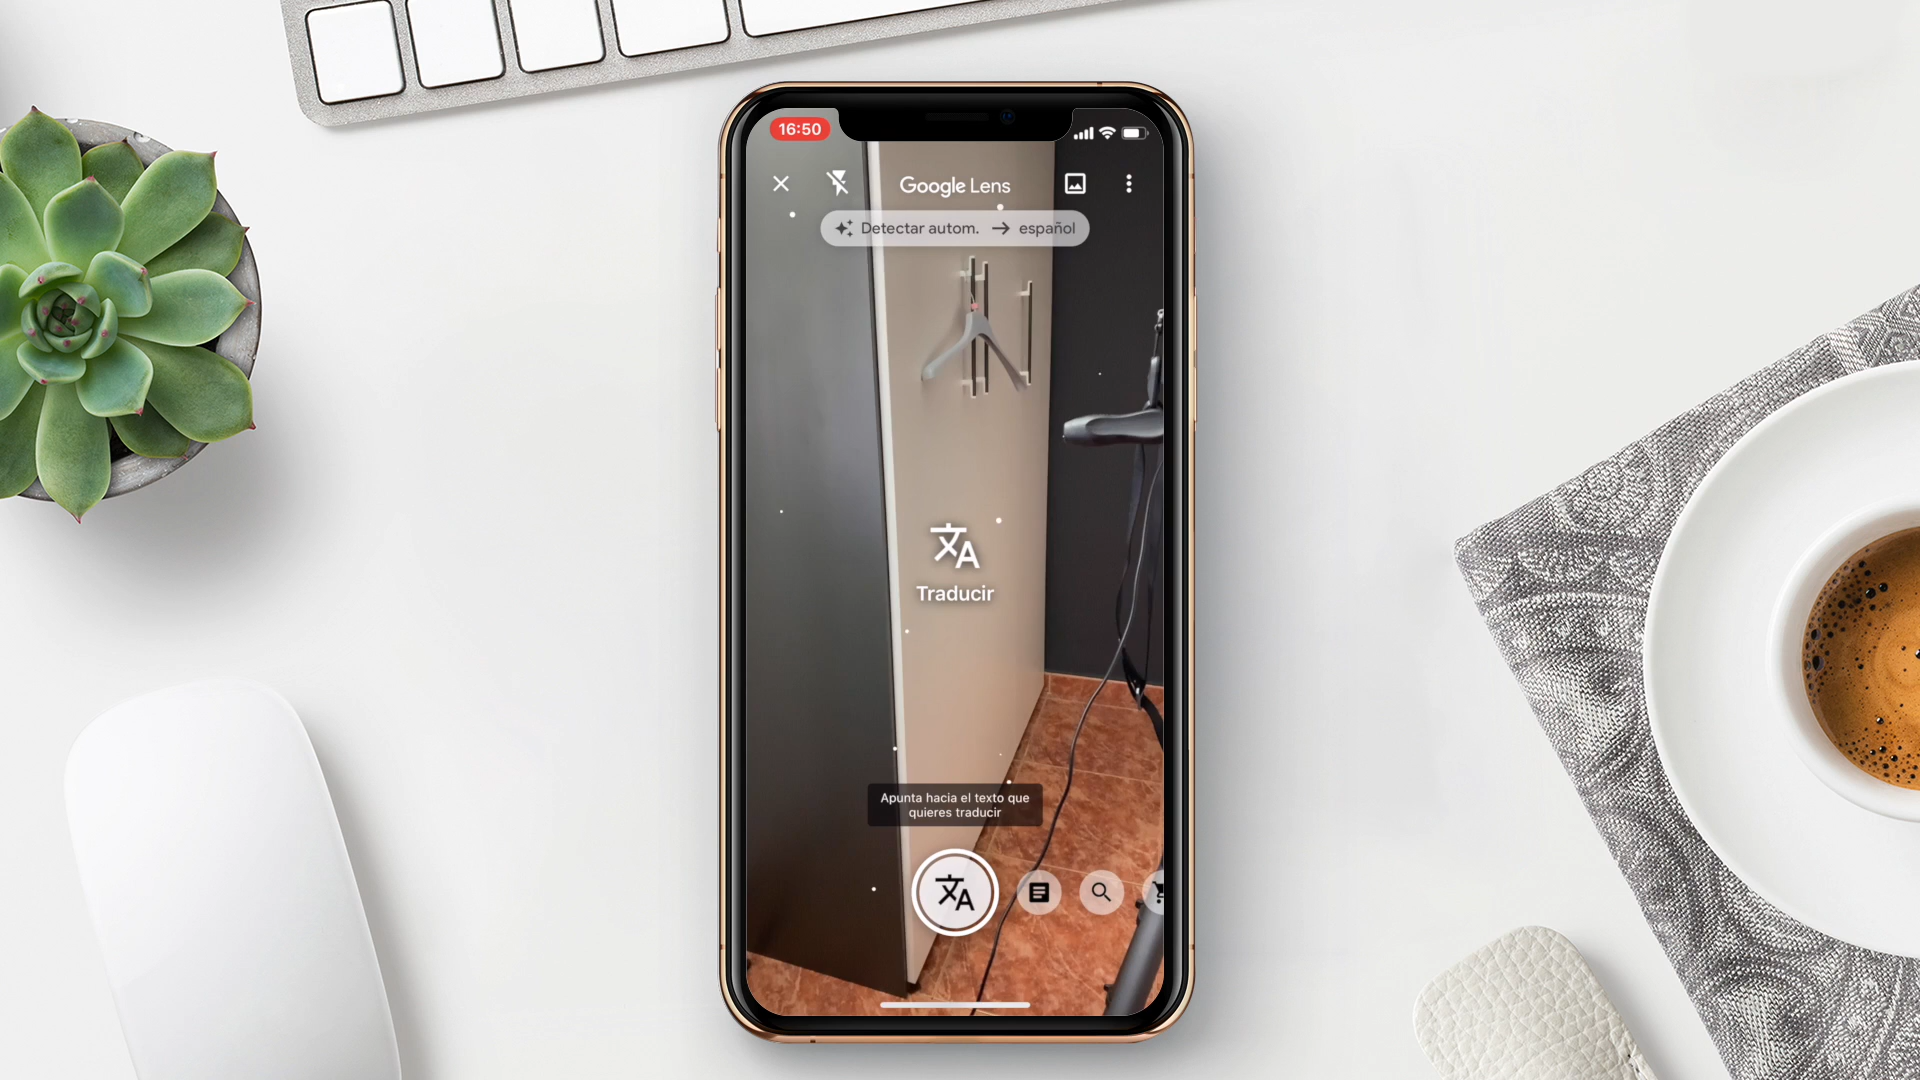 16:50
Google Lens
Detectar autom. → español
Traducir
Apunta hacia el texto que
quieres traducir